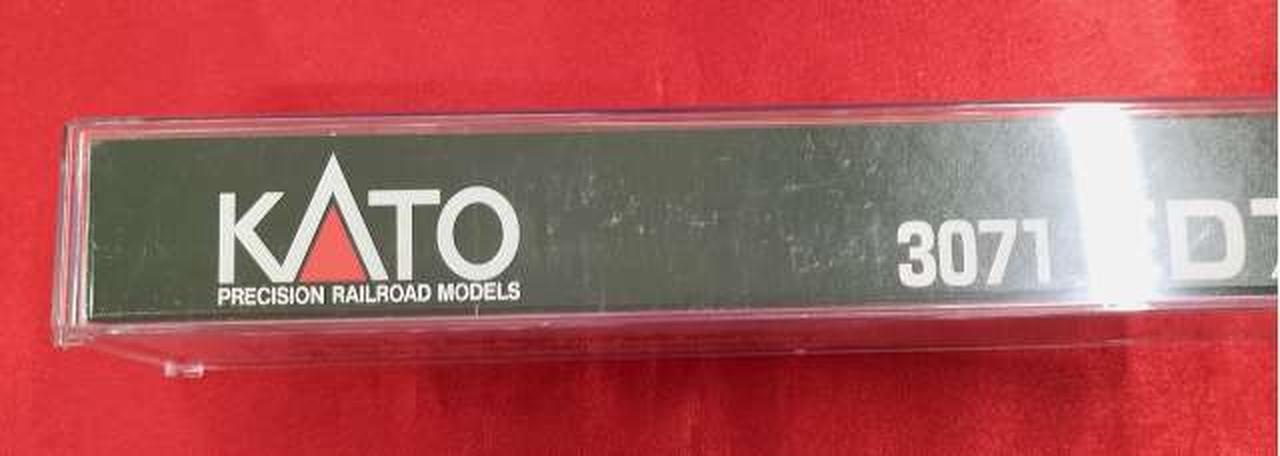 KATO
PRECISION RAILROAD MODELS
3071